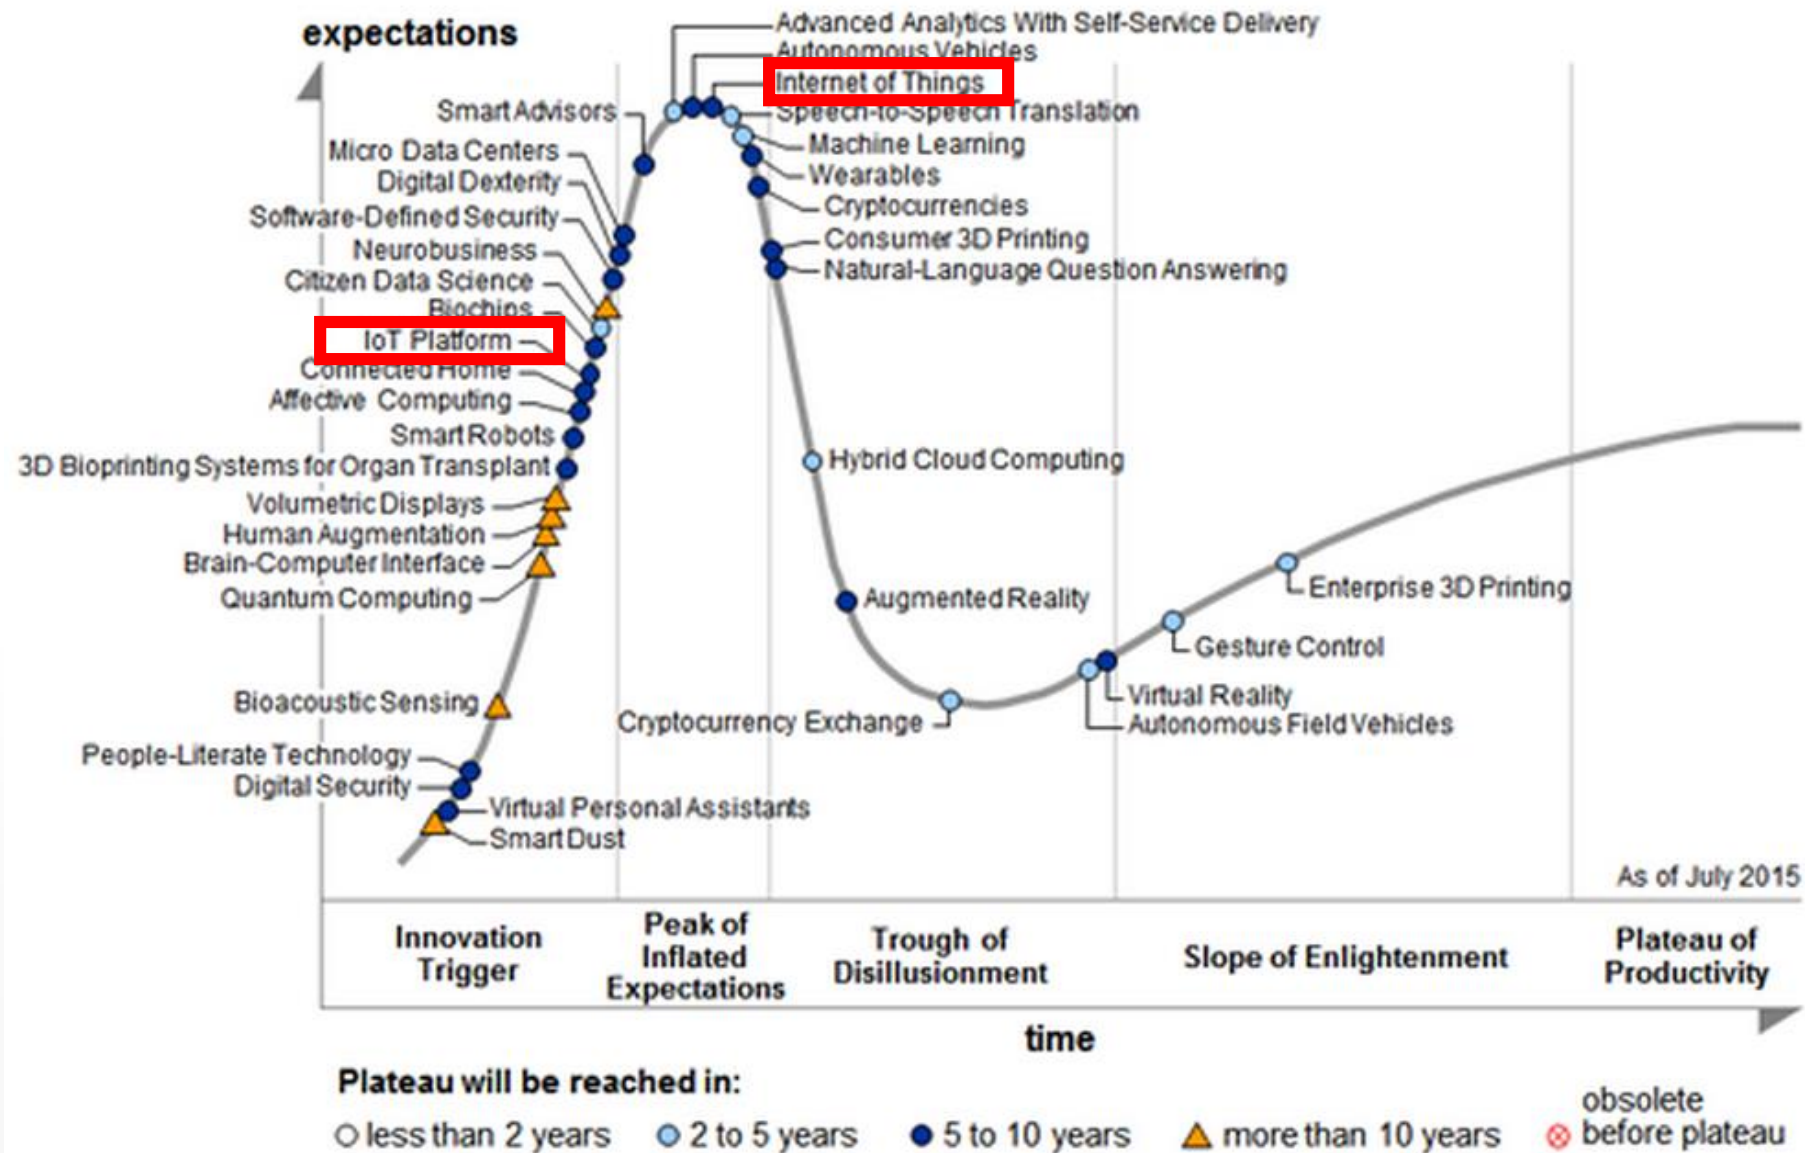 expectations
Advanced Analytics With Self-Service Delivery
Autonomous Vehicles
Internet of Things
Speech-to-Speech Translation
Machine Learning
Wearables
Cryptocurrencies
Consumer 3D Printing
Natural-Language Question Answering
Smart Advisors
Micro Data Centers
Digital Dexterity
Software-Defined Security
Neurobusiness
Citizen Data Science
Biochips
IoT Platform
Connected Home
Affective Computing
Smart Robots
3D Bioprinting Systems for Organ Transplant
Volumetric Displays
Human Augmentation
Brain-Computer Interface
Quantum Computing
Bioacoustic Sensing
People-Literate Technology
Digital Security
Virtual Personal Assistants
Smart Dust
Hybrid Cloud Computing
Augmented Reality
Cryptocurrency Exchange
Enterprise 3D Printing
Gesture Control
Virtual Reality
Autonomous Field Vehicles
As of July 2015
Innovation
Trigger
Peak of
Inflated
Expectations
Trough of
Disillusionment
Slope of Enlightenment
Plateau of
Productivity
time
Plateau will be reached in:
less than 2 years
2 to 5 years
5 to 10 years
more than 10 years
obsolete
before plateau